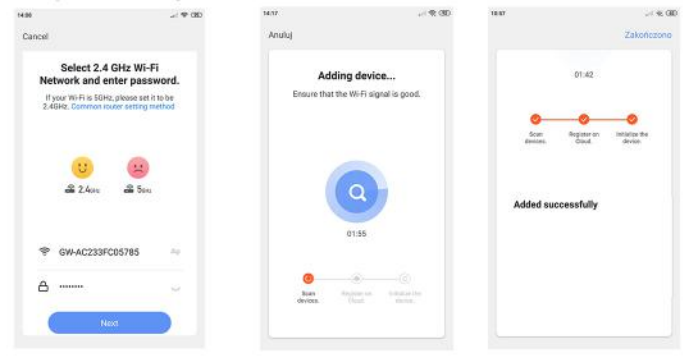 14:00
Cancel
Select 2.4 GHz Wi-Fi
Network and enter password.
If your Wi-Fi is 5GHz, please set it to be
2.4GHz. Common router setting method
2.4GHz
5GHz
GW-AC233FC05785
Next
14:17
Anuluj
Adding device...
Ensure that the Wi-Fi signal is good.
01:55
Scan
devices.
Register on
Cloud.
Initialize the
device.
10:57
Zakończono
01:42
Scan
devices.
Register on
Cloud.
Initialize the
device.
Added successfully